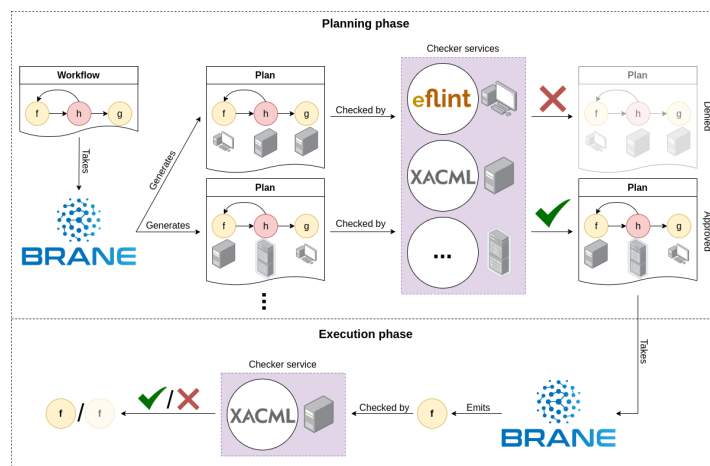 Planning phase
Checker services
Workflow
f
h
g
Plan
f
h
g
Checked by
eflint
Plan
f
h
g
Denied
Takes
Generates
XACML
BRANE
Generates
Plan
f
h
g
Checked by
...
Plan
f
h
g
Approved
...
Execution phase
Takes
Checker service
f / f
✓/✗
XACML
Checked by
f
Emits
BRANE